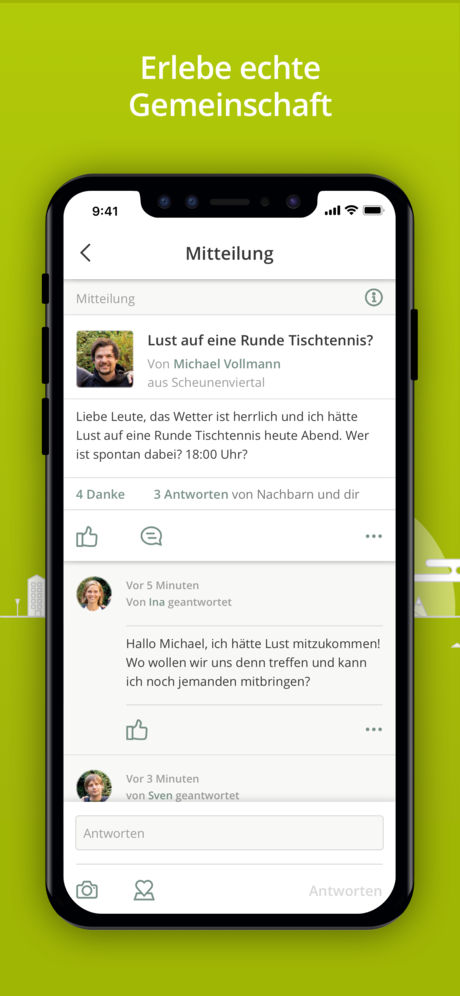 Erlebe echte
Gemeinschaft
9:41
Mitteilung
Mitteilung
Lust auf eine Runde Tischtennis?
Von Michael Vollmann
aus Scheunenviertal
Liebe Leute, das Wetter ist herrlich und ich hätte
Lust auf eine Runde Tischtennis heute Abend. Wer
ist spontan dabei? 18:00 Uhr?
4 Danke 3 Antworten von Nachbarn und dir
Vor 5 Minuten
Von Ina geantwortet
Hallo Michael, ich hätte Lust mitzukommen!
Wo wollen wir uns denn treffen und kann
ich noch jemanden mitbringen?
Vor 3 Minuten
von Sven geantwortet
Antworten
Antworten